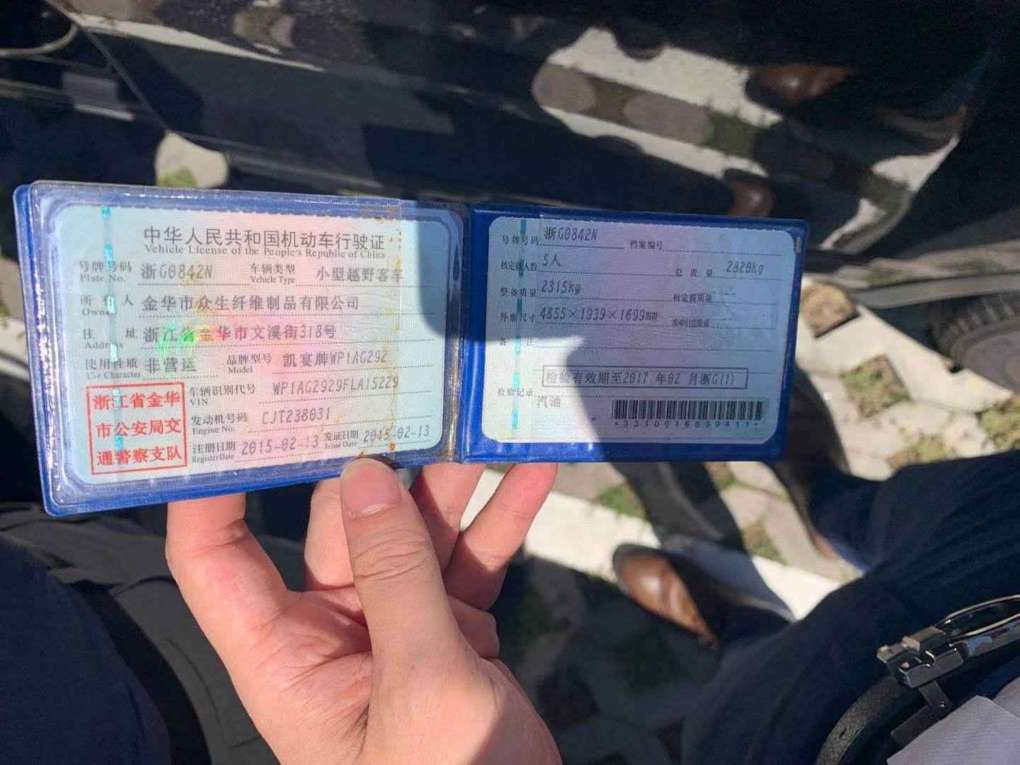 中华人民共和国机动车行驶证
Vehicle License of the People's Republic of China
号牌号码 浙G0842N 车辆类型 小型越野客车
Plate No. Vehicle Type
所有人 金华市众生纤维制品有限公司
Owner
住址 浙江省金华市文溪街318号
Address
使用性质 非营运 品牌型号 凯宴牌WP1AG292
Use Character Model
车辆识别代号 WP1AG2929FLA15229
VIN
发动机号码 CJT238031
Engine No.
注册日期 2015-02-13 发证日期 2015-02-13
Register Date Issue Date
浙江省金华
市公安局交
通警察支队
号牌号码 浙G0842N 档案编号
核定载人数 5人 总质量 2820kg
整备质量 2315kg 核定载质量
外廓尺寸 4855×1939×1699mm
备注
检验有效期至2017年02月浙G(1)
检验记录
汽油